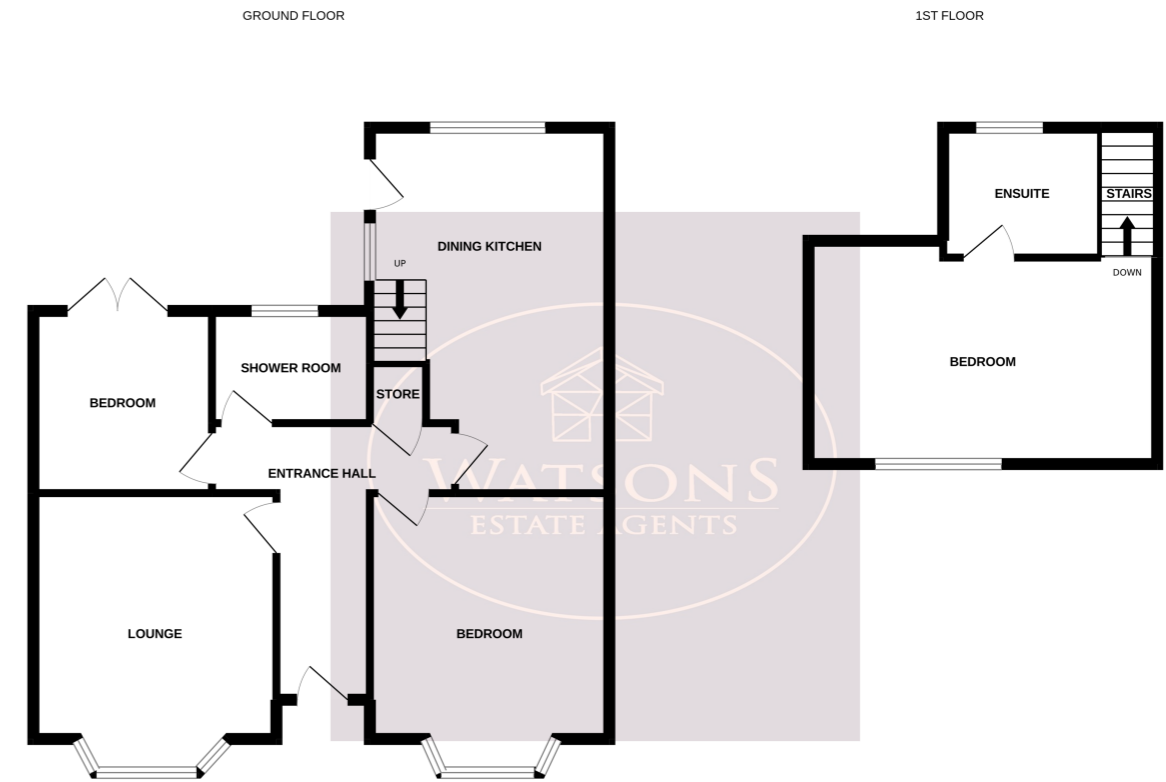 GROUND FLOOR
1ST FLOOR
ENSUITE
STAIRS
DINING KITCHEN
UP
DOWN
BEDROOM
SHOWER ROOM
STORE
BEDROOM
ENTRANCE HALL
WATSONS
ESTATE AGENTS
LOUNGE
BEDROOM